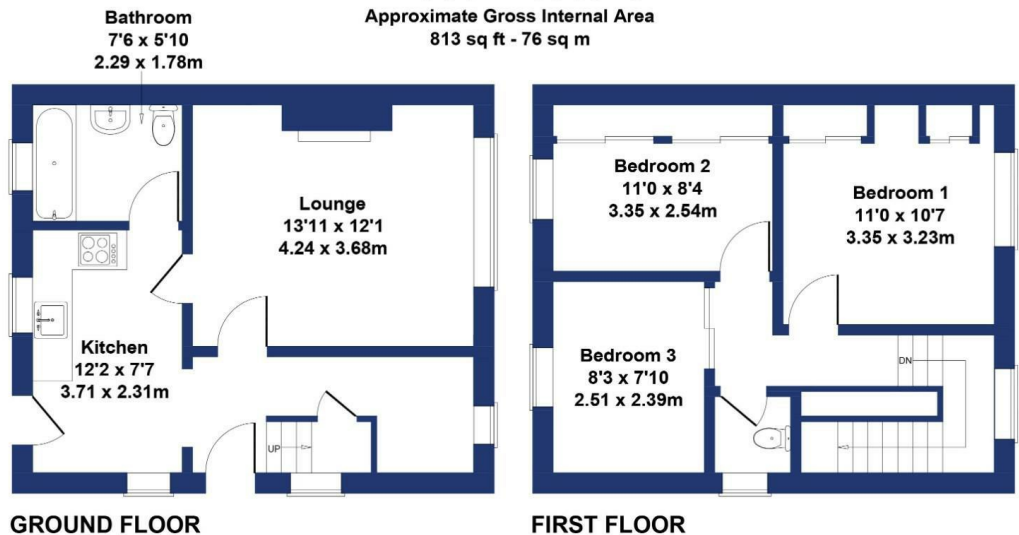 Approximate Gross Internal Area
813 sq ft - 76 sq m
Bathroom
7'6 x 5'10
2.29 x 1.78m
Lounge
13'11 x 12'1
4.24 x 3.68m
Kitchen
12'2 x 7'7
3.71 x 2.31m
UP
GROUND FLOOR
Bedroom 2
11'0 x 8'4
3.35 x 2.54m
Bedroom 1
11'0 x 10'7
3.35 x 3.23m
Bedroom 3
8'3 x 7'10
2.51 x 2.39m
DN
FIRST FLOOR